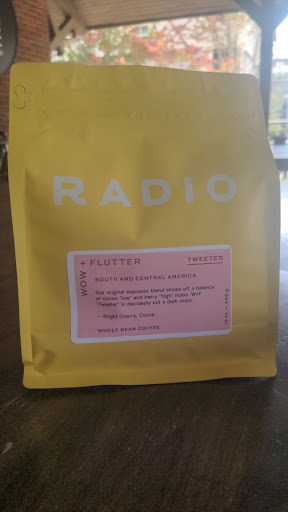 RADIO
WOW + FLUTTER
TWEETER
SOUTH AND CENTRAL AMERICA
Our original espresso blend shows off a balance
of cocoa "low" and berry "high" notes. W+F
"Tweeter" is decidedly not a dark roast.
— Bright Cherry, Cocoa
WHOLE BEAN COFFEE